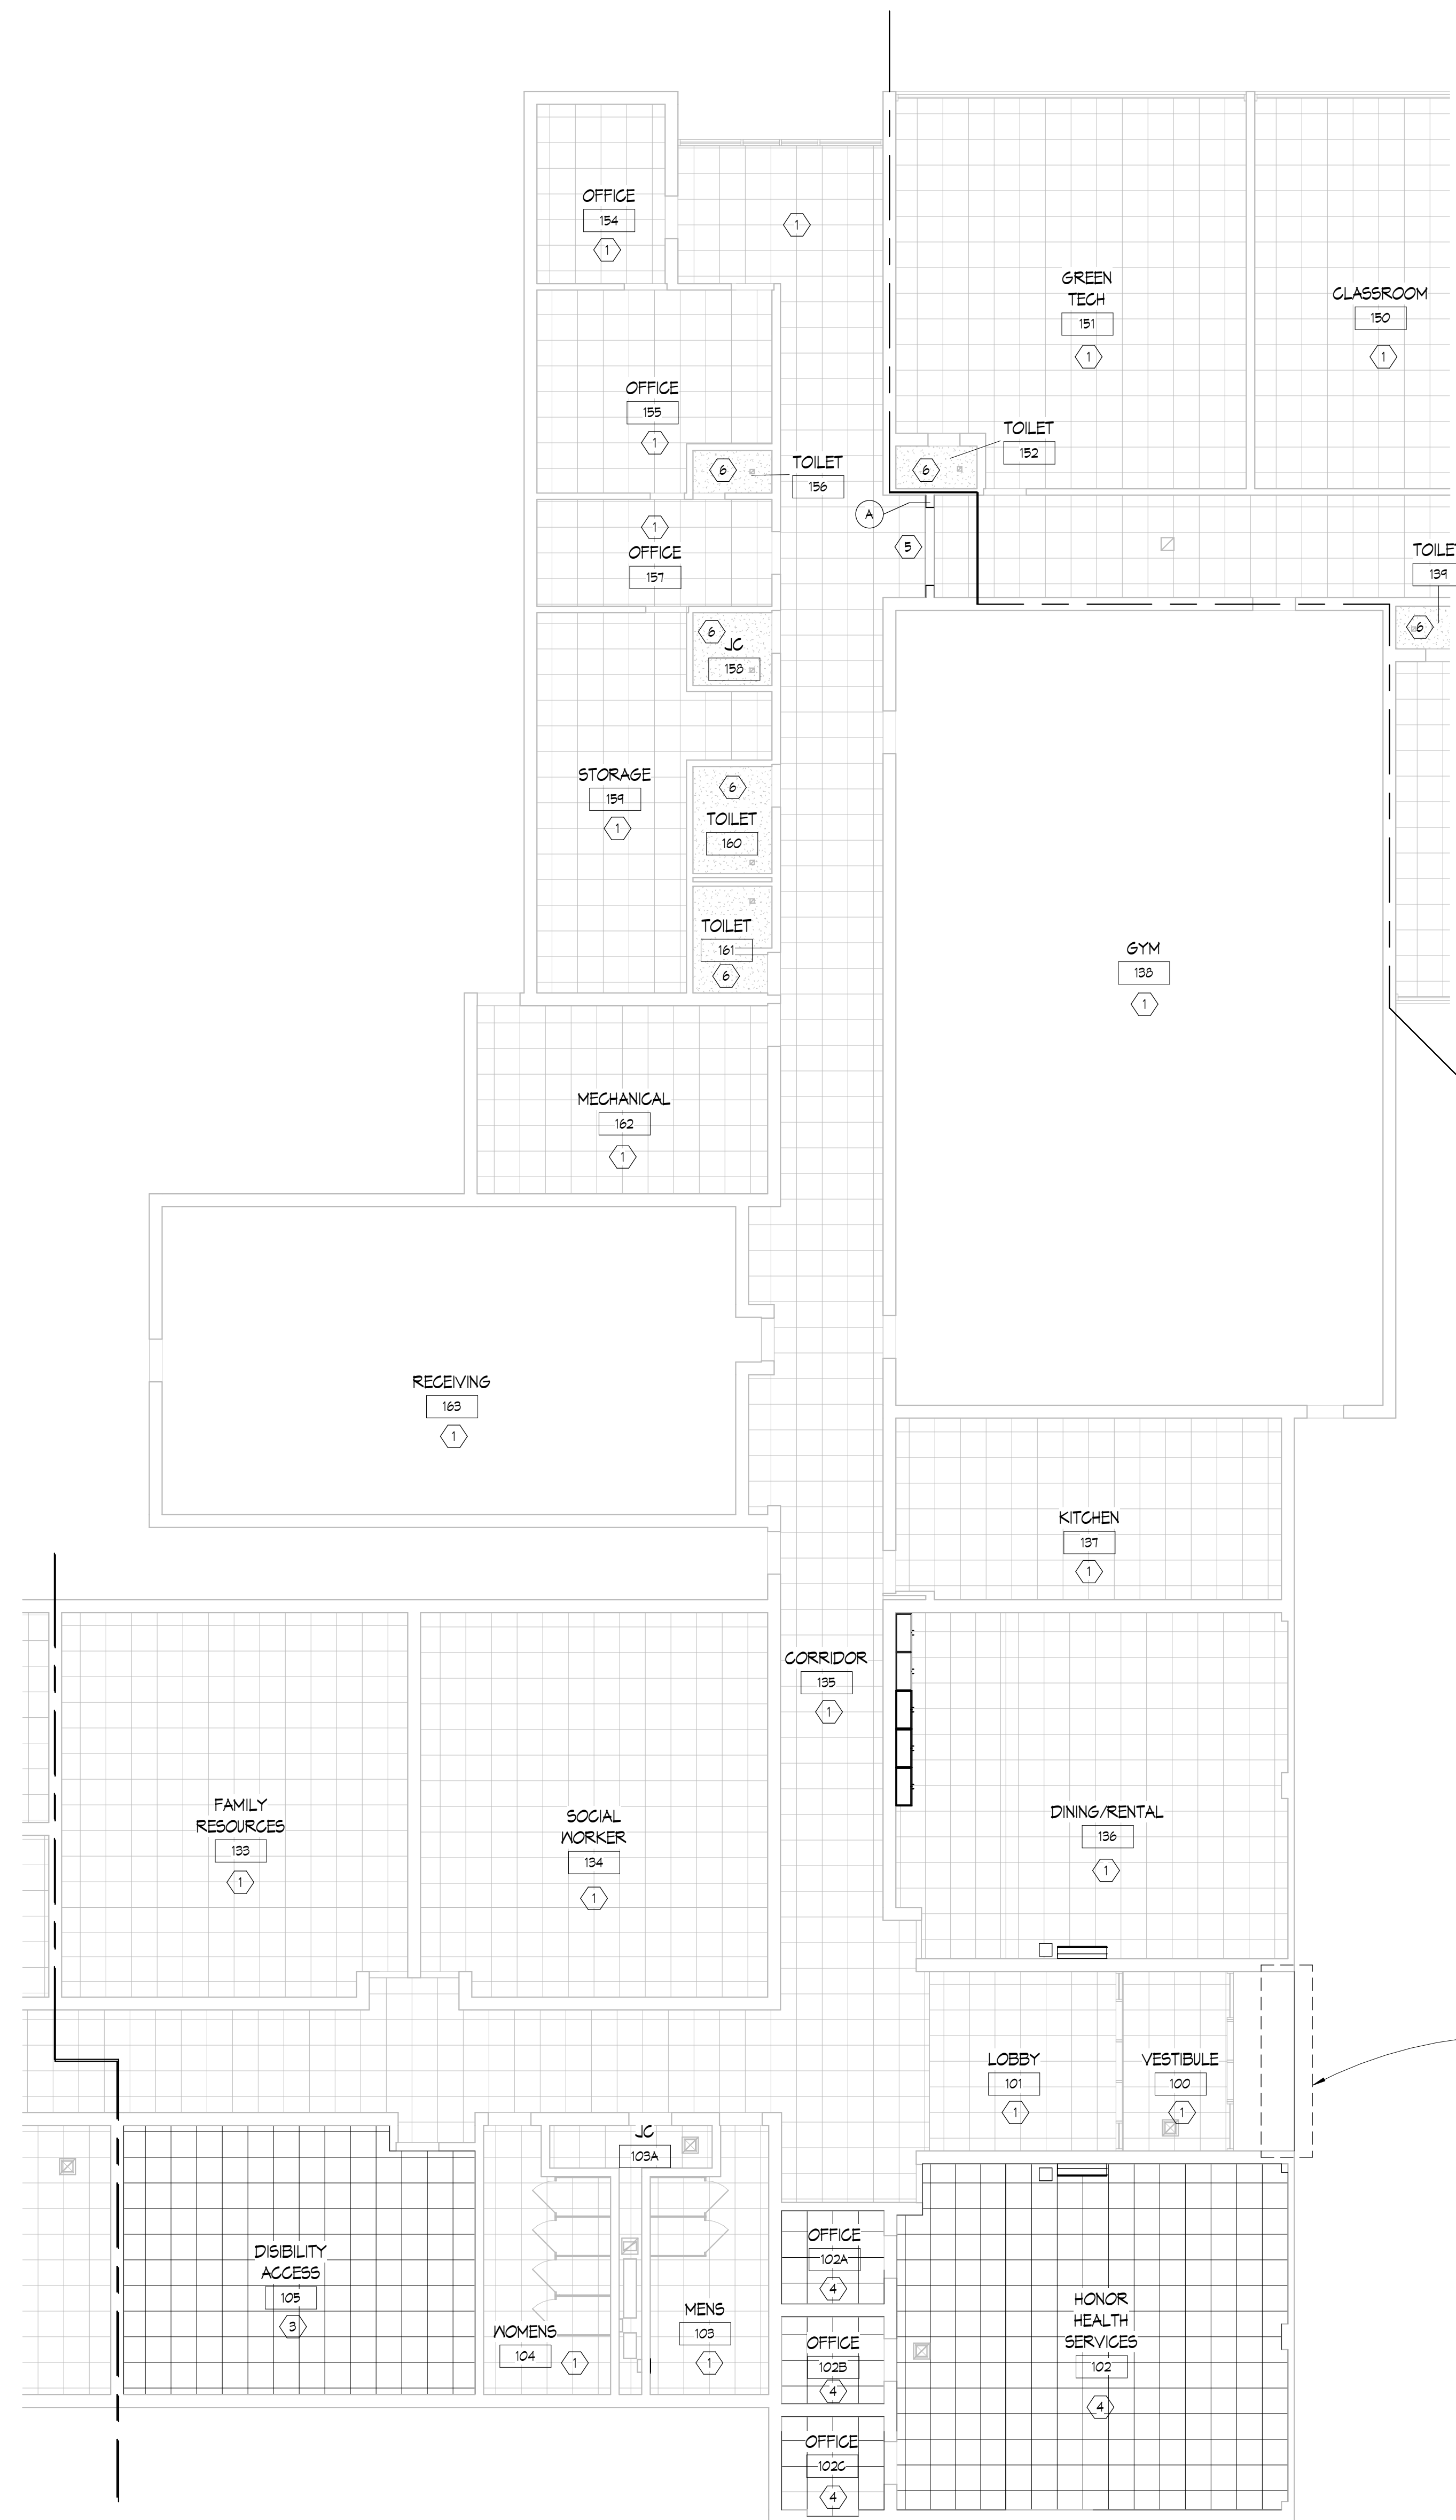 OFFICE
154
1
1
GREEN
TECH
151
1
CLASSROOM
150
1
OFFICE
155
1
TOILET
152
6
6
TOILET
156
A
5
1
OFFICE
157
TOILET
139
6
6
JC
158
STORAGE
159
1
6
TOILET
160
TOILET
161
6
GYM
138
1
MECHANICAL
162
1
RECEIVING
163
1
KITCHEN
137
1
CORRIDOR
135
1
FAMILY
RESOURCES
133
1
SOCIAL
WORKER
134
1
DINING/RENTAL
136
1
LOBBY
101
1
VESTIBULE
100
1
JC
103A
DISIBILITY
ACCESS
105
3
WOMENS
104
1
MENS
103
1
OFFICE
102A
4
OFFICE
102B
4
OFFICE
102C
4
HONOR
HEALTH
SERVICES
102
4